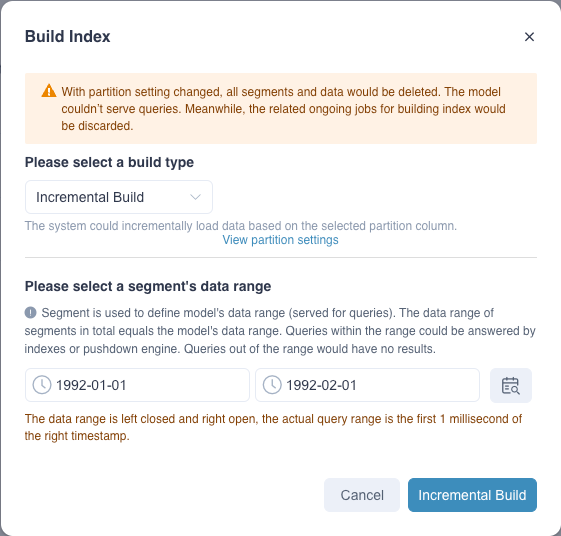 Build Index
With partition setting changed, all segments and data would be deleted. The model
couldn’t serve queries. Meanwhile, the related ongoing jobs for building index would
be discarded.
Please select a build type
Incremental Build
The system could incrementally load data based on the selected partition column.
View partition settings
Please select a segment's data range
Segment is used to define model's data range (served for queries). The data range of
segments in total equals the model's data range. Queries within the range could be answered by
indexes or pushdown engine. Queries out of the range would have no results.
1992-01-01
1992-02-01
The data range is left closed and right open, the actual query range is the first 1 millisecond of
the right timestamp.
Cancel
Incremental Build